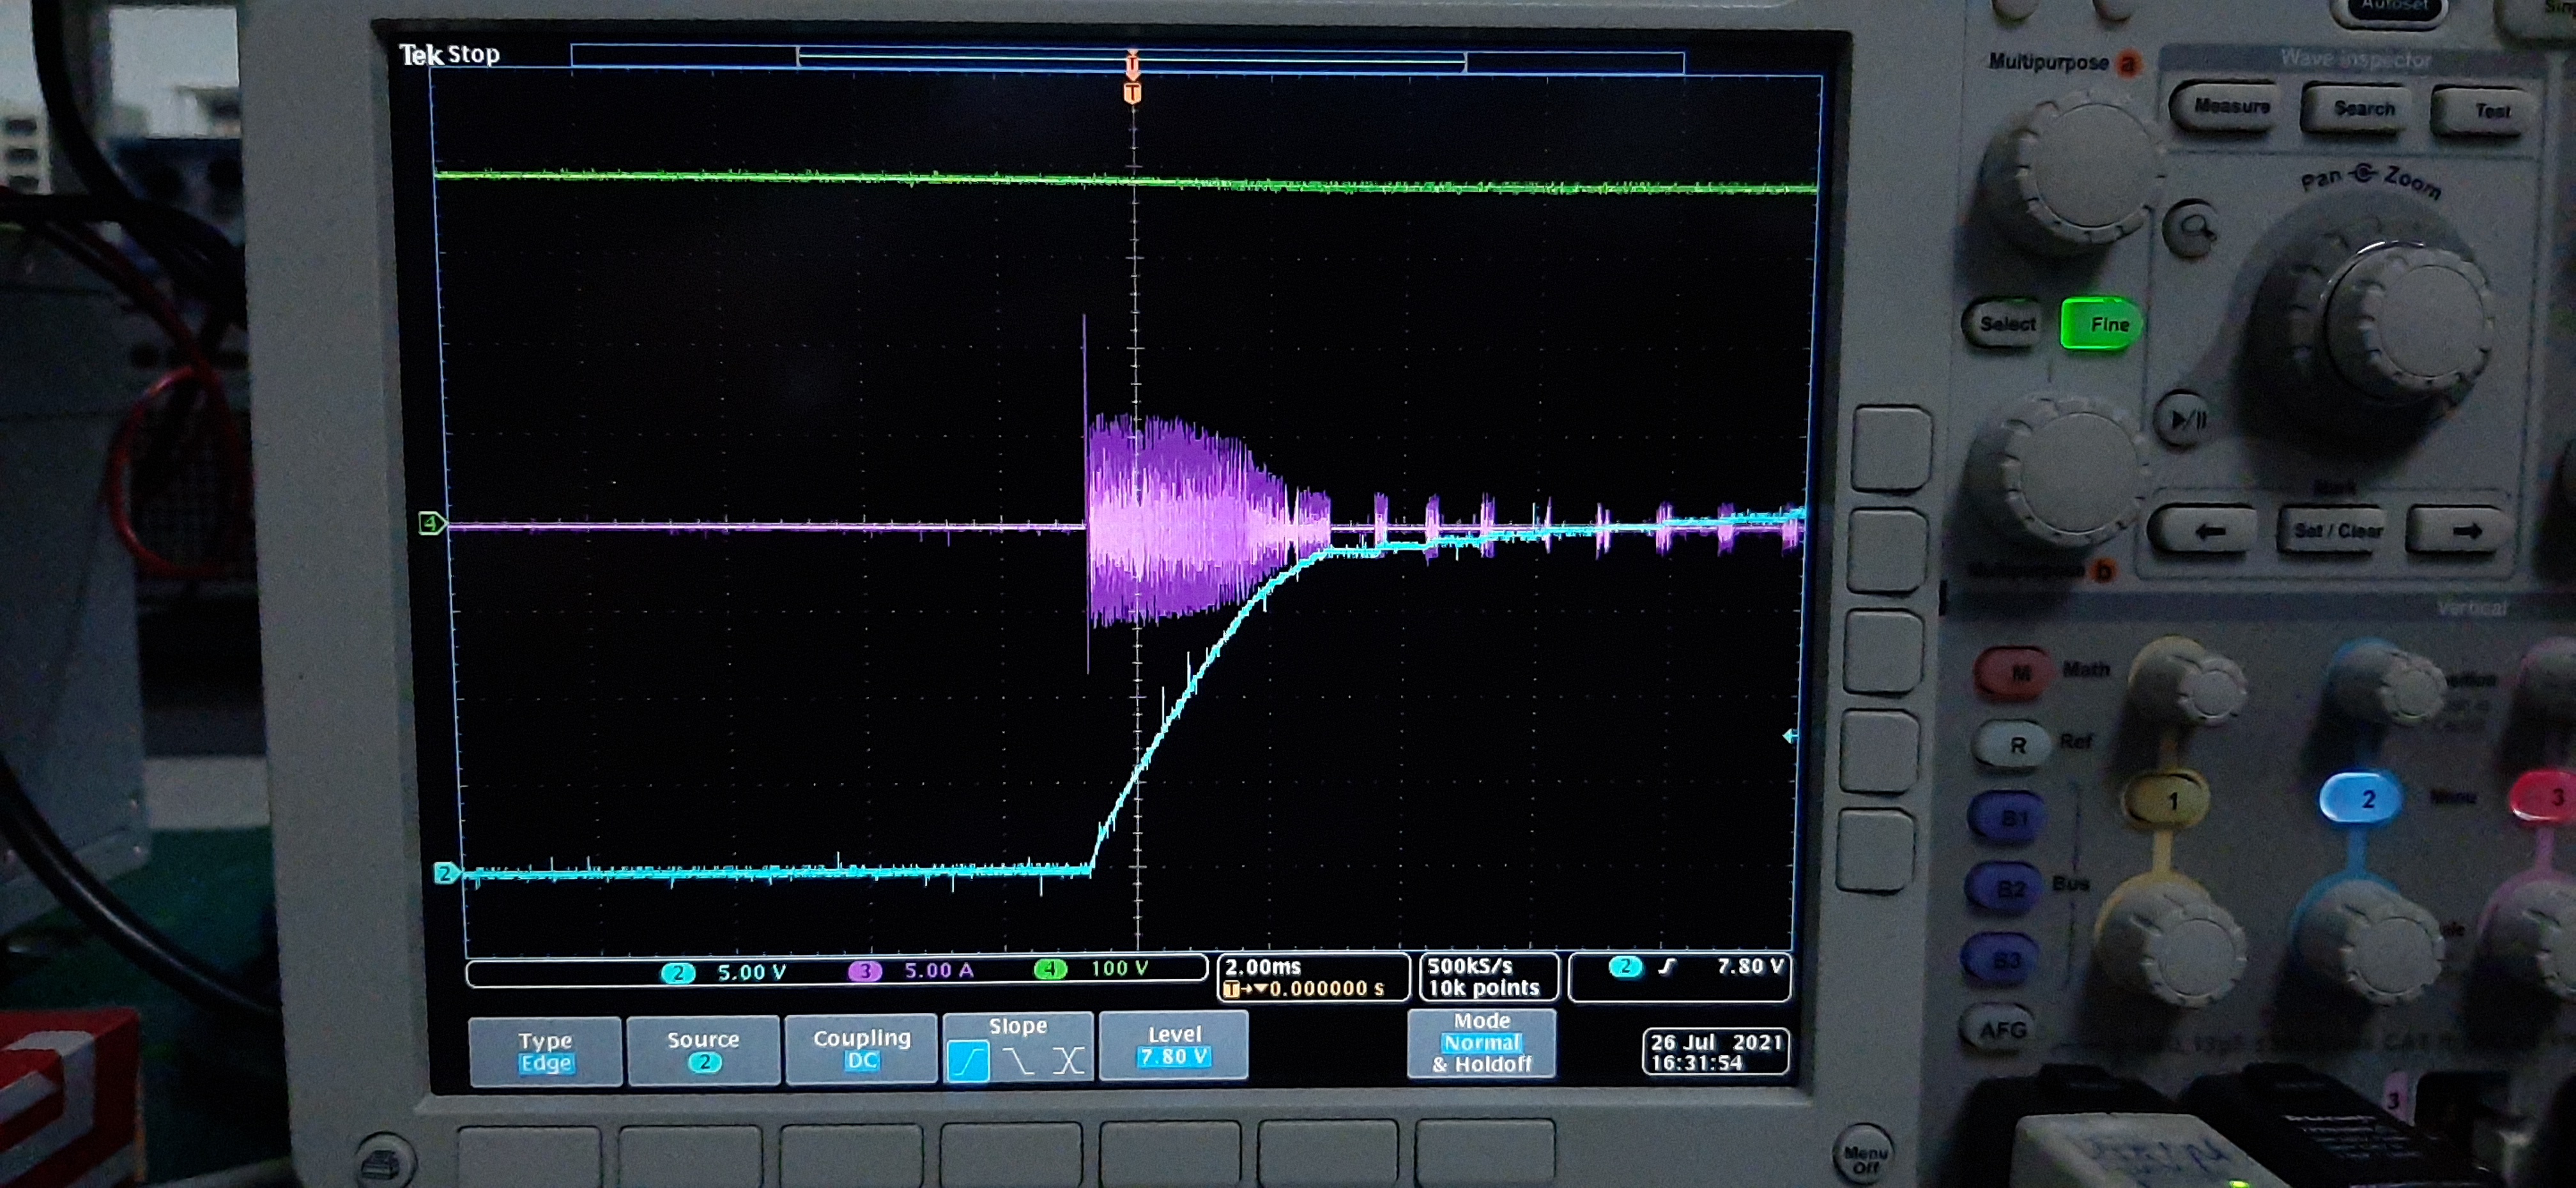 Tek Stop
T
T
4
2
2 5.00 V 3 5.00 A 4 100 V
2.00ms
T→▼0.000000 s
500kS/s
10k points
2 7.80 V
Type
Edge
Source
2
Coupling
DC
Slope
Level
7.80 V
Mode
Normal
& Holdoff
26 Jul 2021
16:31:54
Autoset
Multipurpose a
Wave Inspector
Measure
Search
Test
Pan Zoom
Select
Fine
Set / Clear
Multipurpose b
Vertical
M Math
R Ref
B1
B2 Bus
B3
AFG
1
2 Menu
3
3
Menu
Off